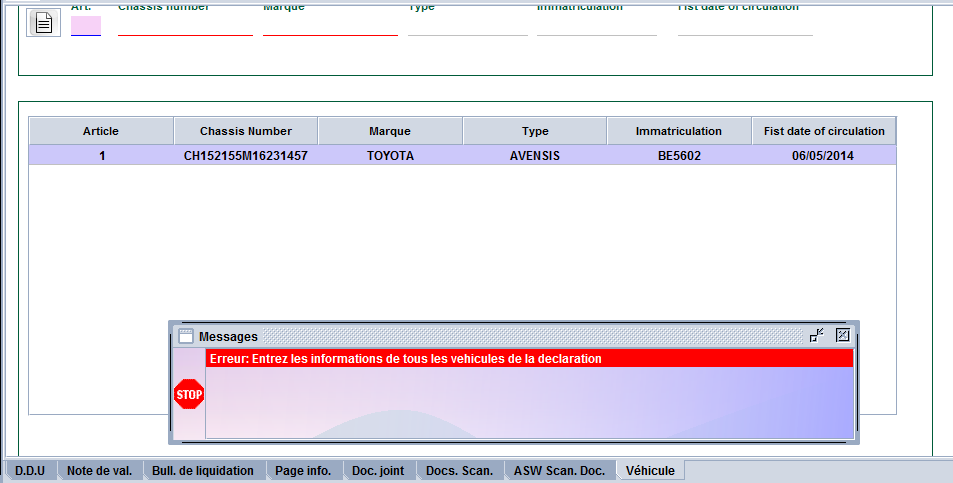 Art. Chassis number Marque Type Immatriculation Fist date of circulation
Article Chassis Number Marque Type Immatriculation Fist date of circulation
1 CH152155M16231457 TOYOTA AVENSIS BE5602 06/05/2014
Messages
Erreur: Entrez les informations de tous les vehicules de la declaration
STOP
D.D.U Note de val. Bull. de liquidation Page info. Doc. joint Docs. Scan. ASW Scan. Doc. Véhicule